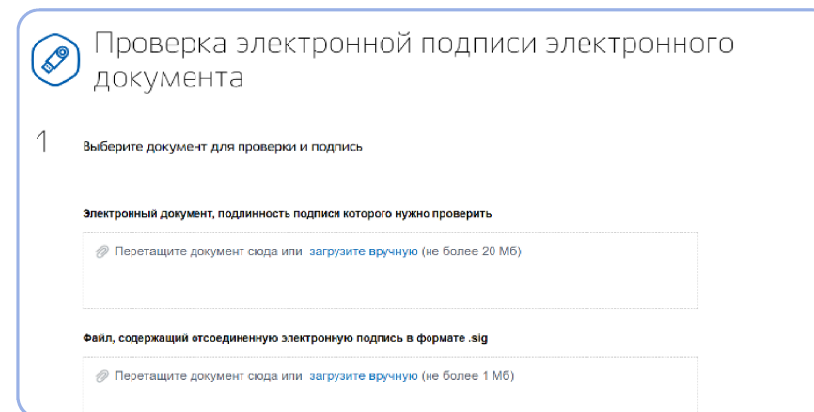 Проверка электронной подписи электронного
документа
1
Выберите документ для проверки и подпись
Электронный документ, подлинность подписи которого нужно проверить
Перетащите документ сюда или загрузите вручную (не более 20 Мб)
Файл, содержащий отсоединенную электронную подпись в формате .sig
Перетащите документ сюда или загрузите вручную (не более 1 Мб)